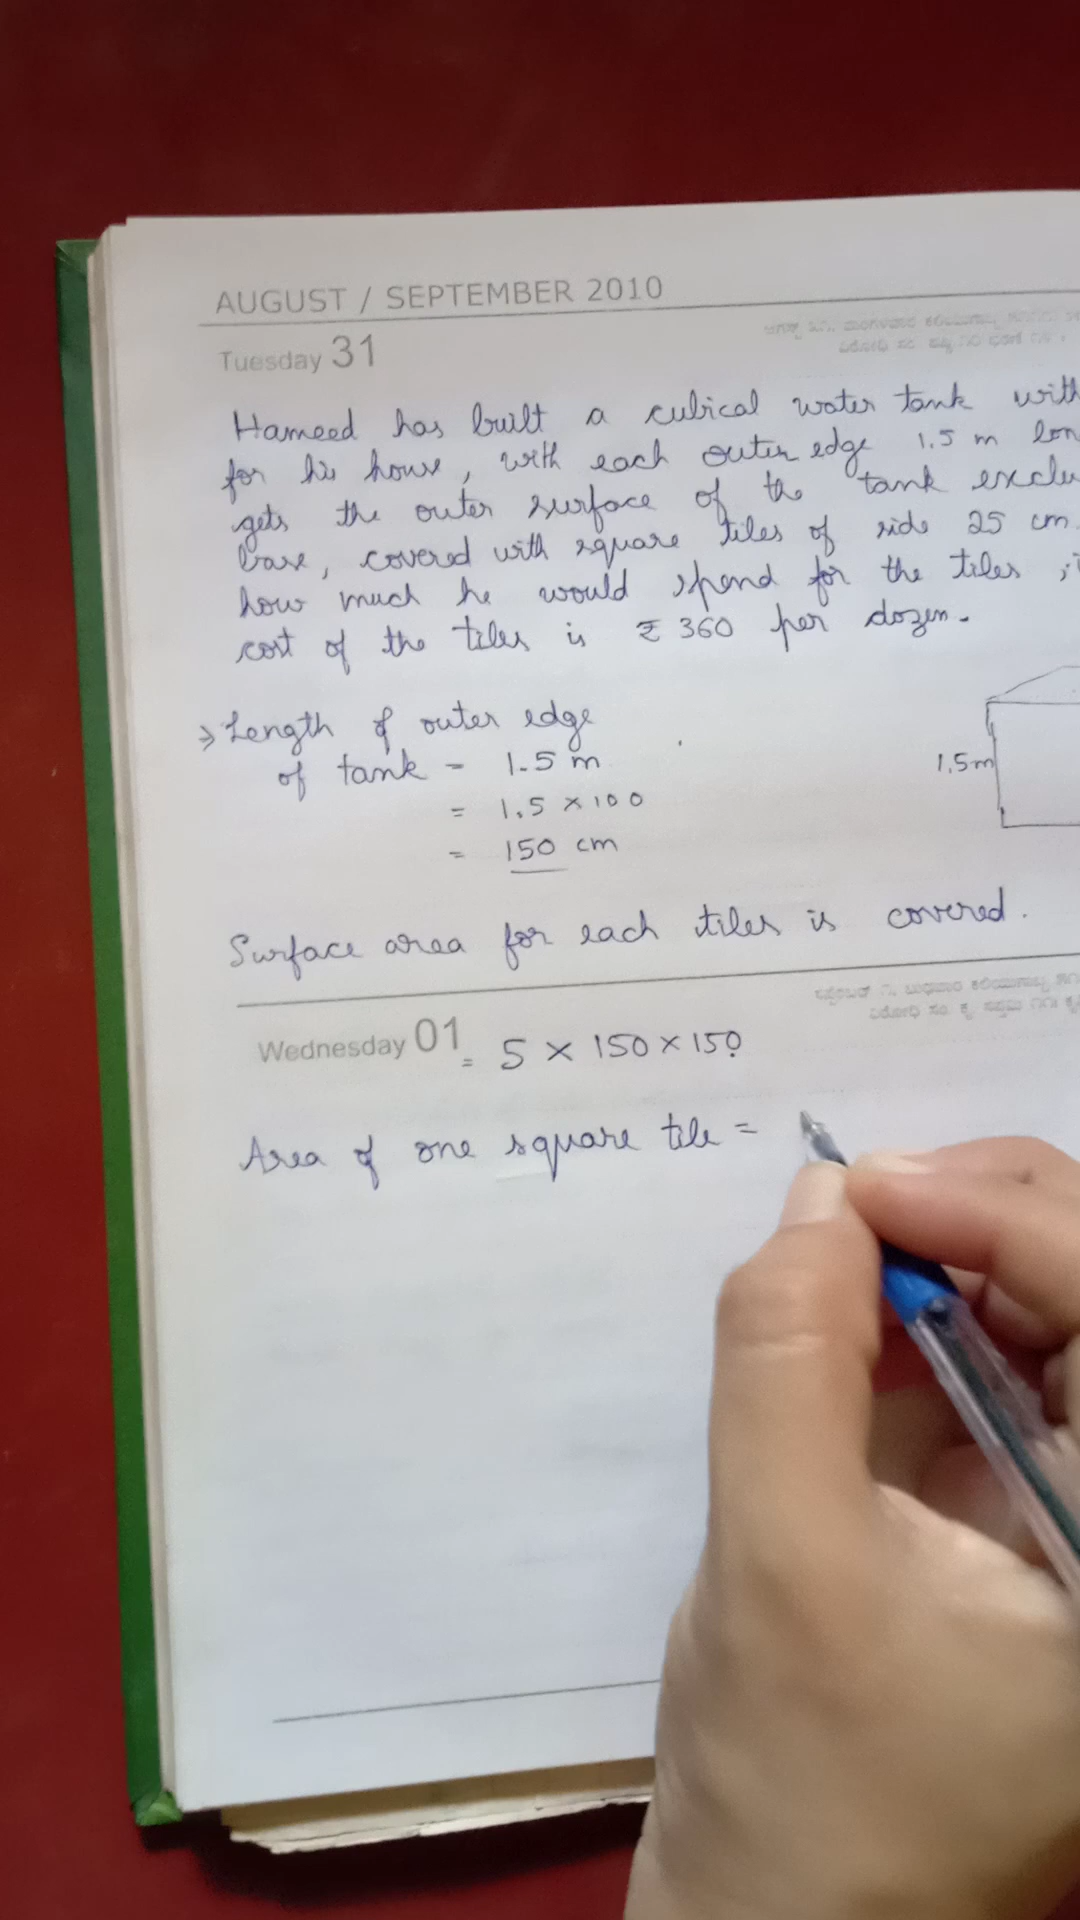 AUGUST / SEPTEMBER 2010
Tuesday 31
Hameed has built a cubical water tank with
for his house, with each outer edge 1.5 m lon
gets the outer surface of the tank exclu
base, covered with square tiles of side 25 cm.
how much he would spend for the tiles, i
cost of the tiles is ₹ 360 per dozen.
⇒ Length of outer edge
of tank = 1.5 m
1.5m
= 1.5 × 100
= 150 cm
Surface area for each tiles is covered.
Wednesday 01
= 5 × 150 × 150
Area of one square tile =